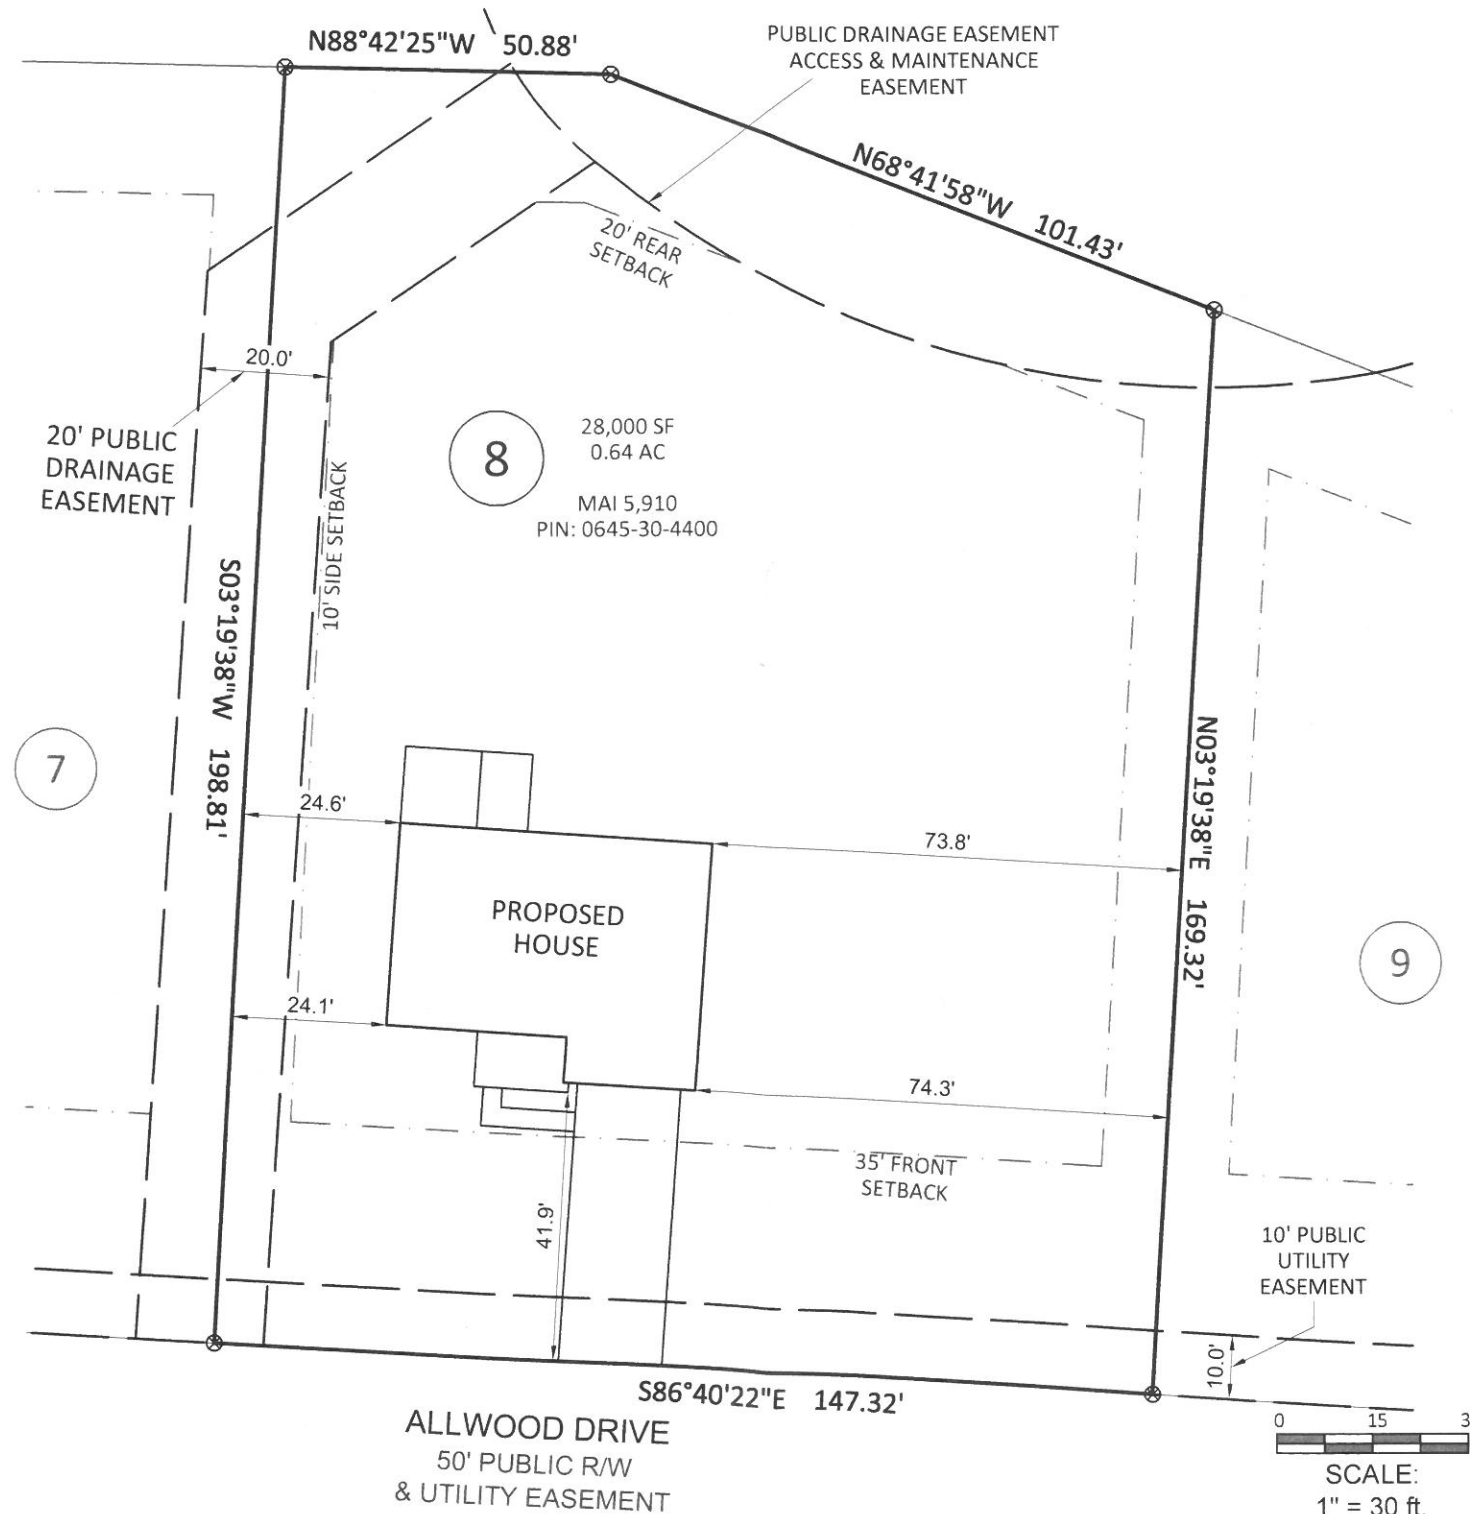 N88°42'25"W 50.88'
PUBLIC DRAINAGE EASEMENT
ACCESS & MAINTENANCE
EASEMENT
N68°41'58"W 101.43'
20' REAR
SETBACK
20.0'
20' PUBLIC
DRAINAGE
EASEMENT
10' SIDE SETBACK
8
28,000 SF
0.64 AC
MAI 5,910
PIN: 0645-30-4400
S03°19'38"W 198.81'
N03°19'38"E 169.32'
7
24.6'
73.8'
PROPOSED
HOUSE
9
24.1'
74.3'
35' FRONT
SETBACK
41.9'
10' PUBLIC
UTILITY
EASEMENT
10.0'
S86°40'22"E 147.32'
ALLWOOD DRIVE
50' PUBLIC R/W
& UTILITY EASEMENT
0 15 3
SCALE:
1" = 30 ft.